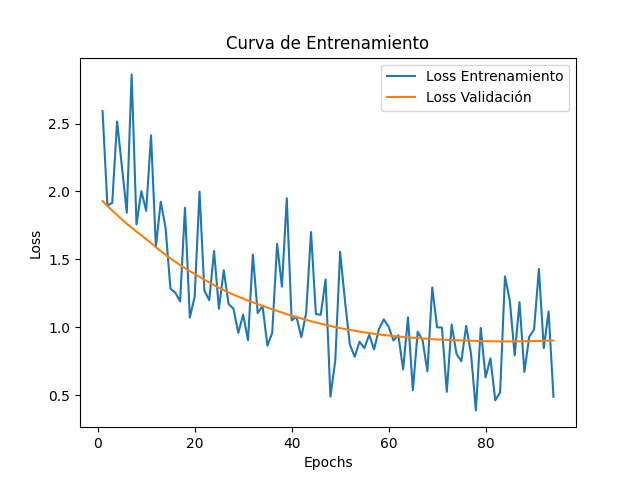 Curva de Entrenamiento
Loss Entrenamiento
Loss Validación
Loss
2.5
2.0
1.5
1.0
0.5
0
20
40
60
80
Epochs